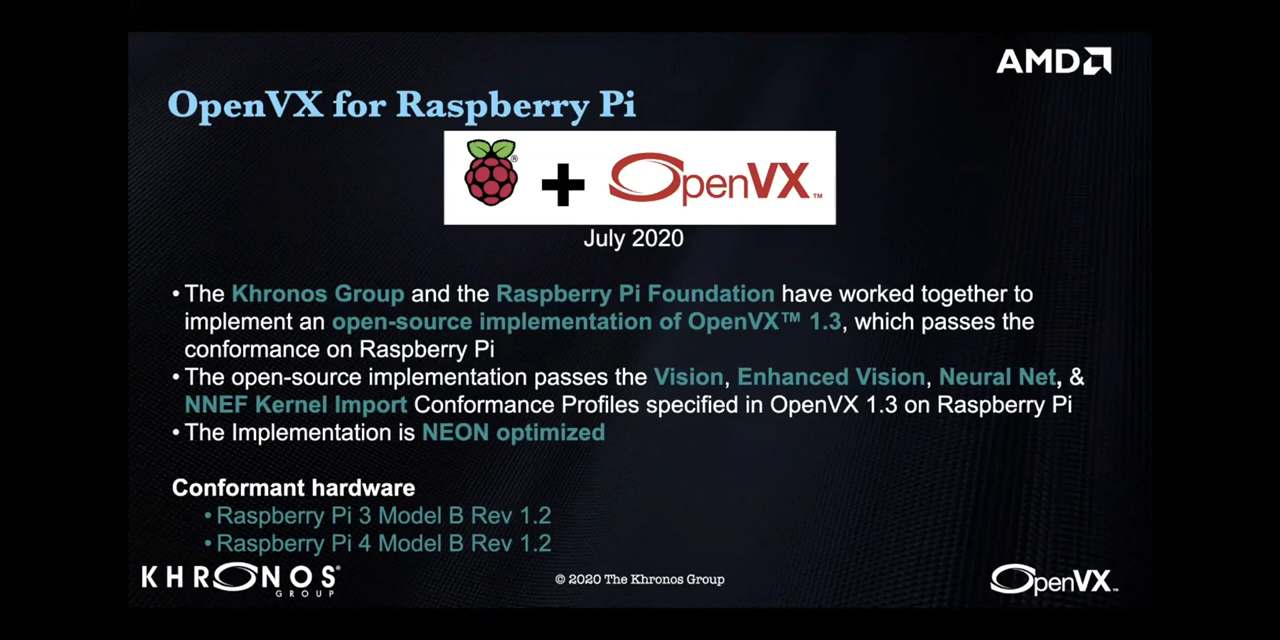 AMD
OpenVX for Raspberry Pi
® + OpenVX™
July 2020
• The Khronos Group and the Raspberry Pi Foundation have worked together to
implement an open-source implementation of OpenVX™ 1.3, which passes the
conformance on Raspberry Pi
• The open-source implementation passes the Vision, Enhanced Vision, Neural Net, &
NNEF Kernel Import Conformance Profiles specified in OpenVX 1.3 on Raspberry Pi
• The Implementation is NEON optimized
Conformant hardware
• Raspberry Pi 3 Model B Rev 1.2
• Raspberry Pi 4 Model B Rev 1.2
KHRONOS®
GROUP
© 2020 The Khronos Group
OpenVX™